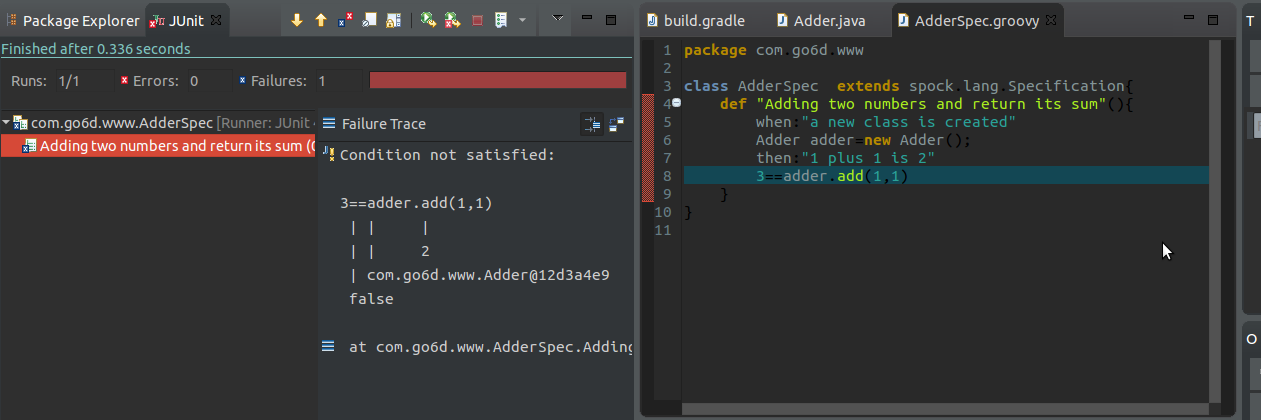 Package Explorer
JUnit
Finished after 0.336 seconds
Runs: 1/1
Errors: 0
Failures: 1
com.go6d.www.AdderSpec [Runner: JUnit
Adding two numbers and return its sum (
Failure Trace
Condition not satisfied:
3==adder.add(1,1)
| | |
| | 2
| com.go6d.www.Adder@12d3a4e9
false
at com.go6d.www.AdderSpec.Adding
build.gradle
Adder.java
AdderSpec.groovy
1 package com.go6d.www
2
3 class AdderSpec  extends spock.lang.Specification{
4 def "Adding two numbers and return its sum"(){
5 when:"a new class is created"
6 Adder adder=new Adder();
7 then:"1 plus 1 is 2"
8 3==adder.add(1,1)
9 }
10 }
11
T
O